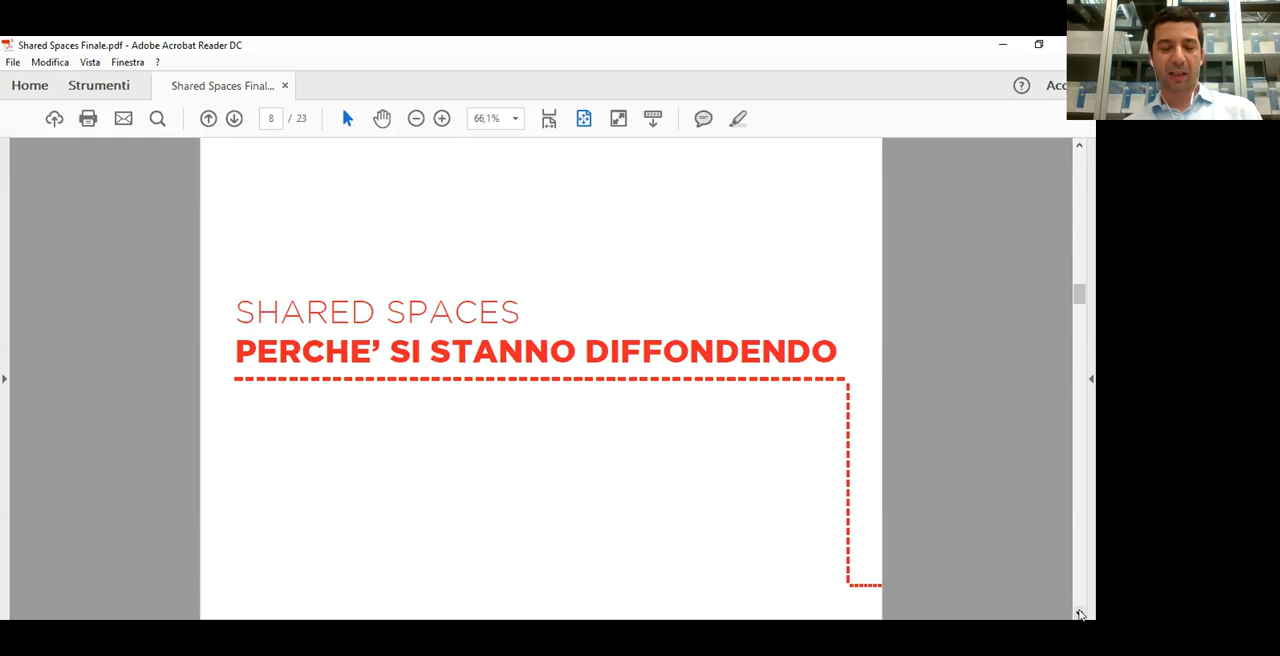 Shared Spaces Finale.pdf - Adobe Acrobat Reader DC
File Modifica Vista Finestra ?
Home Strumenti Shared Spaces Final... × ? Acc
8 / 23 66,1%
SHARED SPACES
PERCHE' SI STANNO DIFFONDENDO